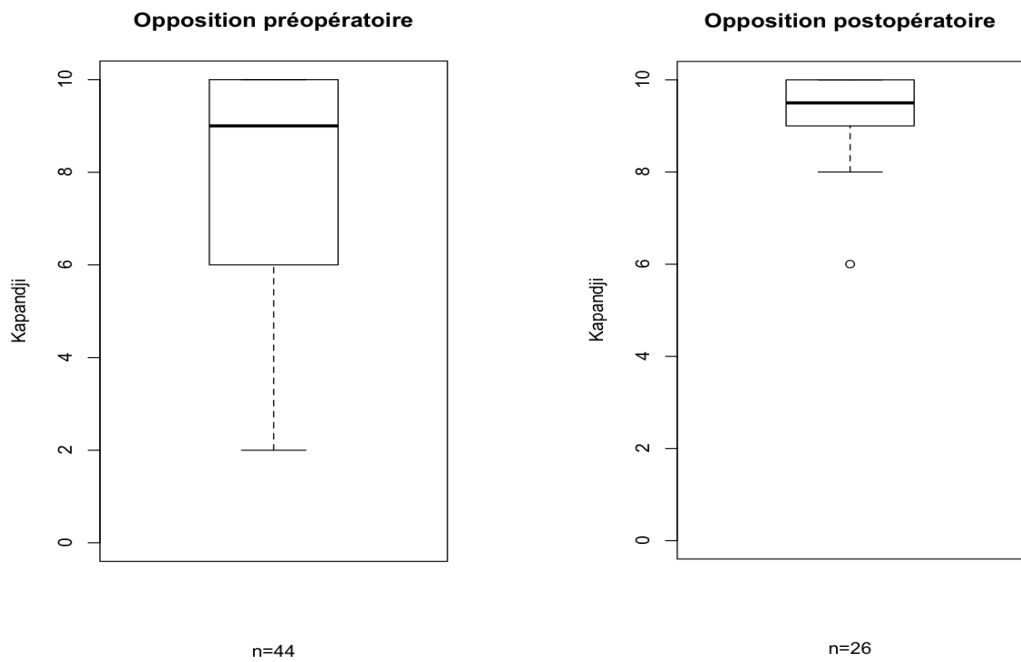 Opposition préopératoire
Kapandji
10
8
6
4
2
0
n=44
Opposition postopératoire
Kapandji
10
8
6
4
2
0
n=26